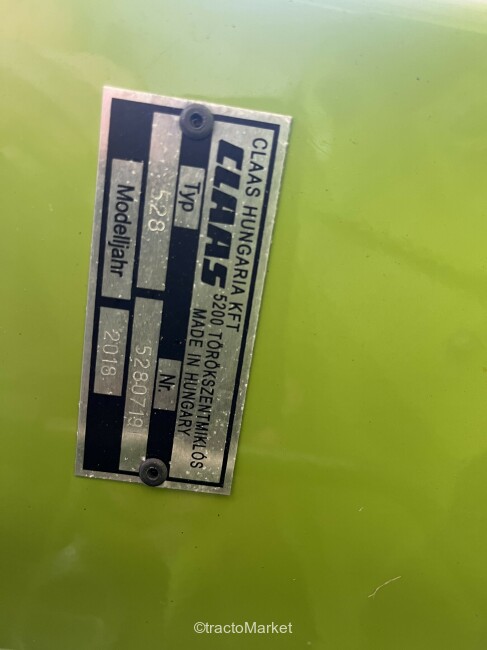 CLAAS HUNGARIA KFT
CLAAS
5200 TÖRÖKSZENTMIKLÓS
MADE IN HUNGARY
Typ
Nr.
528
5280719
Modelljahr
2018
©tractoMarket